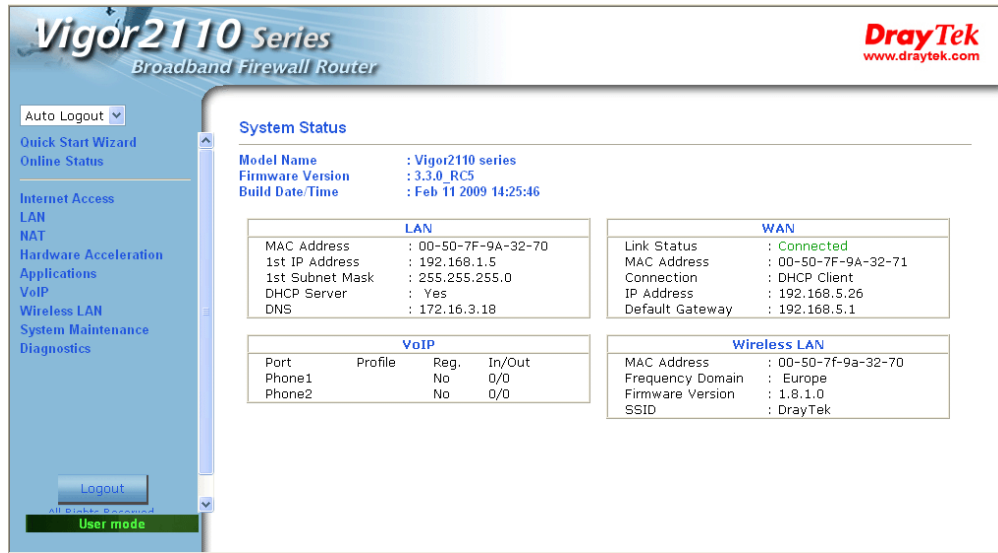 Vigor2110 Series
Broadband Firewall Router
DrayTek
www.draytek.com
Auto Logout
Quick Start Wizard
Online Status
Internet Access
LAN
NAT
Hardware Acceleration
Applications
VoIP
Wireless LAN
System Maintenance
Diagnostics
Logout
All Rights Reserved
User mode
System Status
Model Name : Vigor2110 series
Firmware Version : 3.3.0_RC5
Build Date/Time : Feb 11 2009 14:25:46
LAN
MAC Address : 00-50-7F-9A-32-70
1st IP Address : 192.168.1.5
1st Subnet Mask : 255.255.255.0
DHCP Server : Yes
DNS : 172.16.3.18
WAN
Link Status : Connected
MAC Address : 00-50-7F-9A-32-71
Connection : DHCP Client
IP Address : 192.168.5.26
Default Gateway : 192.168.5.1
VoIP
Port Profile Reg. In/Out
Phone1 No 0/0
Phone2 No 0/0
Wireless LAN
MAC Address : 00-50-7f-9a-32-70
Frequency Domain : Europe
Firmware Version : 1.8.1.0
SSID : DrayTek